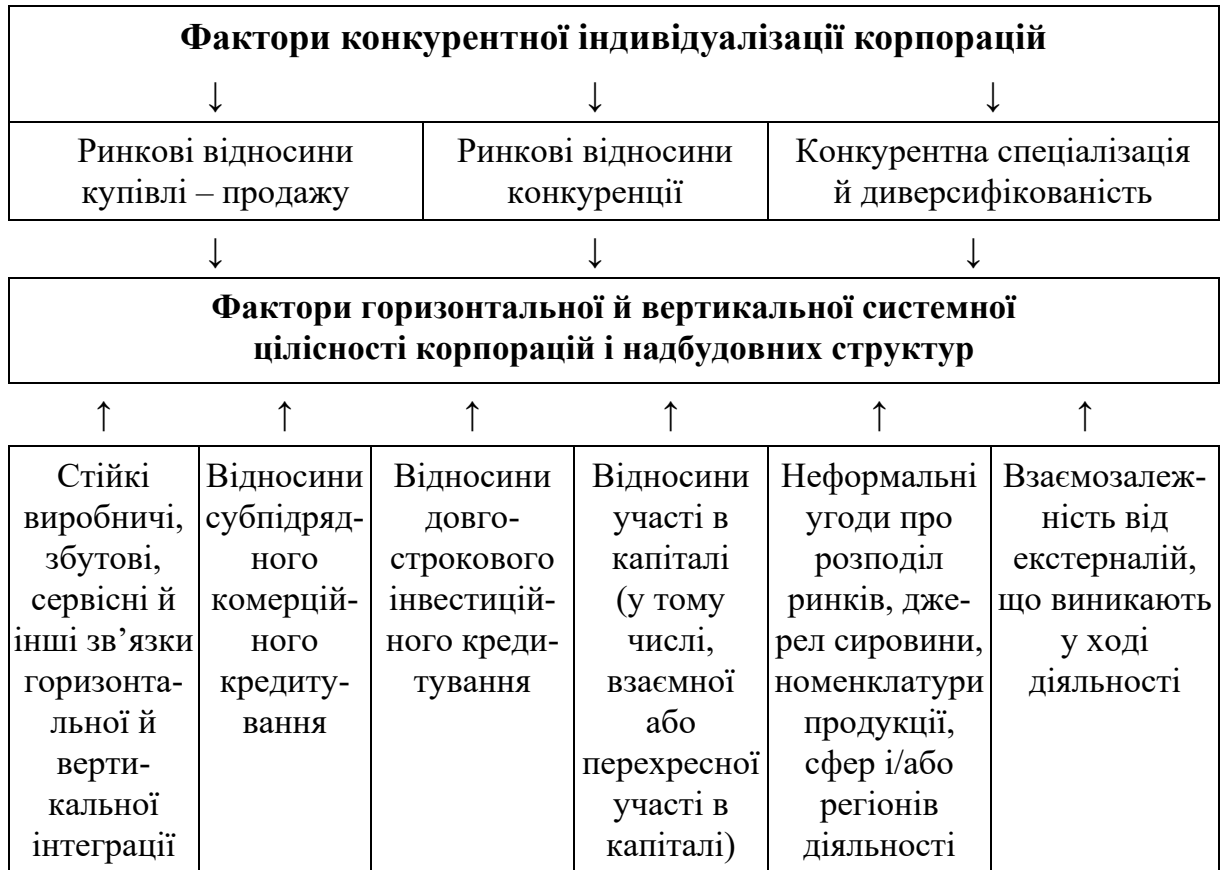 Фактори конкурентної індивідуалізації корпорацій
↓ ↓ ↓
Ринкові відносини
купівлі – продажу
Ринкові відносини
конкуренції
Конкурентна спеціалізація
й диверсифікованість
↓ ↓ ↓
Фактори горизонтальної й вертикальної системної
цілісності корпорацій і надбудовних структур
↑ ↑ ↑ ↑ ↑ ↑
Стійкі
виробничі,
збутові,
сервісні й
інші зв’язки
горизонта-
льної й
верти-
кальної
інтеграції
Відносини
субпідряд-
ного
комерцій-
ного
кредиту-
вання
Відносини
довго-
строкового
інвестицій-
ного креди-
тування
Відносини
участі в
капіталі
(у тому
числі,
взаємної
або
перехресної
участі в
капіталі)
Неформальні
угоди про
розподіл
ринків, дже-
рел сировини,
номенклатури
продукції,
сфер і/або
регіонів
діяльності
Взаємозалеж-
ність від
екстерналій,
що виникають
у ході
діяльності